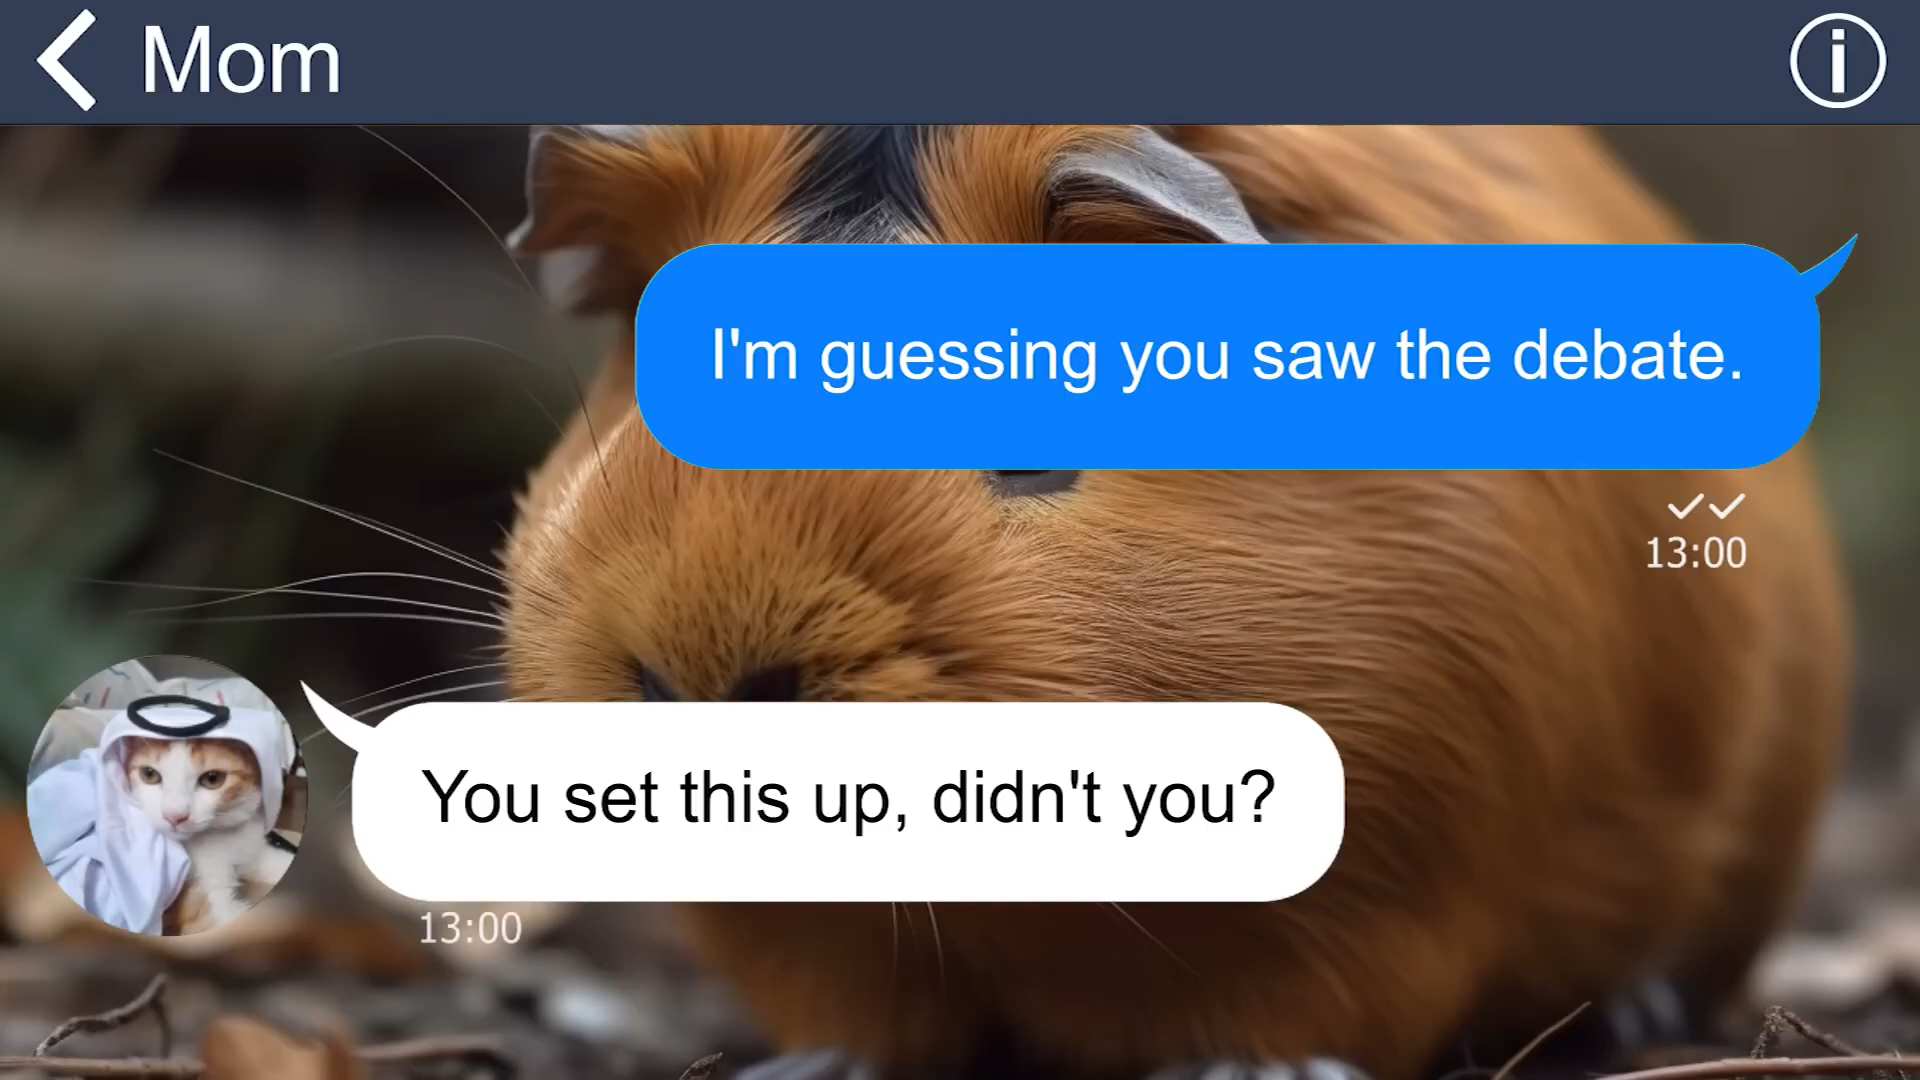 Mom
I'm guessing you saw the debate.
13:00
You set this up, didn't you?
13:00